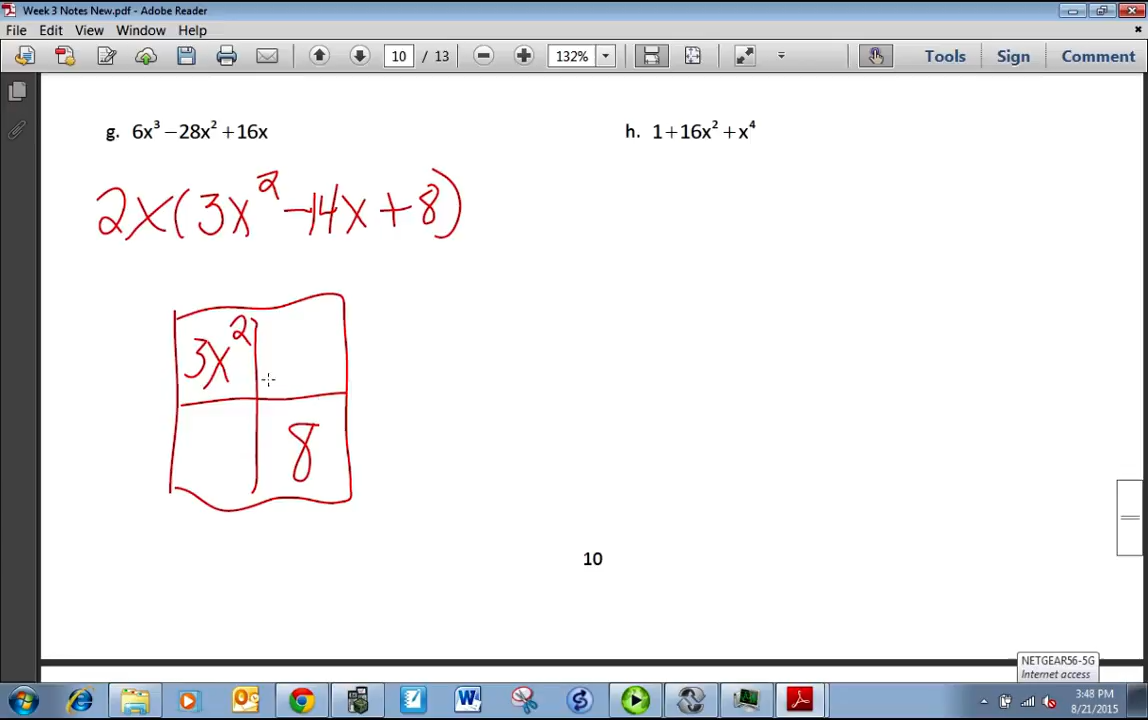 Week 3 Notes New.pdf - Adobe Reader
File Edit View Window Help
10 / 13 132% Tools Sign Comment
g. 6x³ −28x² +16x
h. 1+16x² +x⁴
2x(3x² −14x + 8)
3x²
8
10
NETGEAR56-5G
Internet access
3:48 PM
8/21/2015